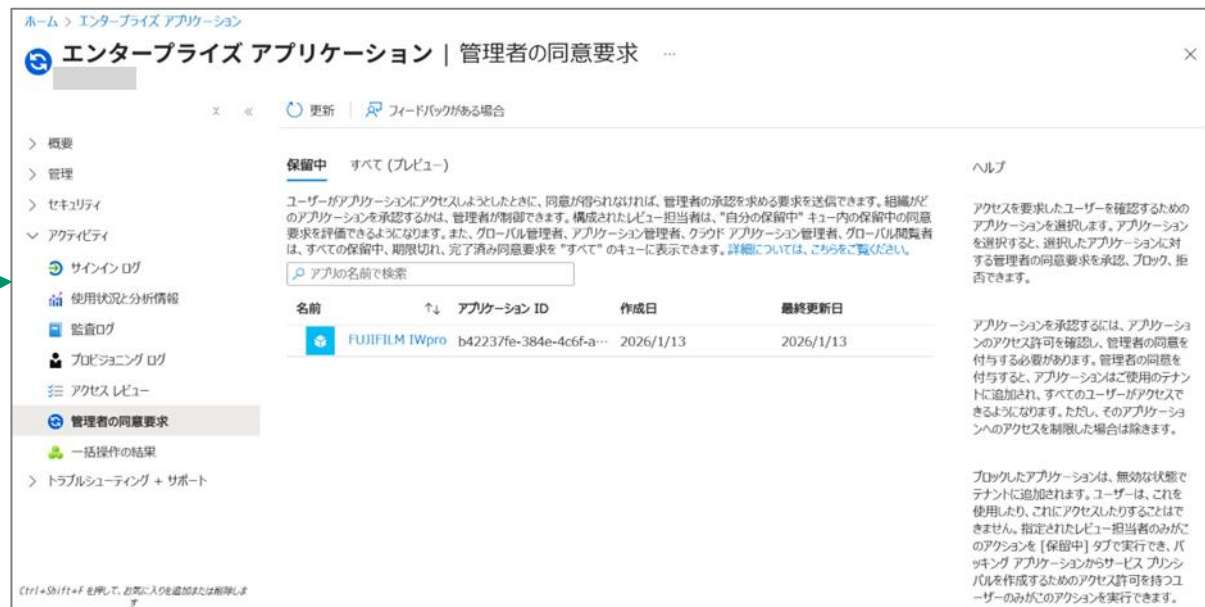 ホーム > エンタープライズ アプリケーション
エンタープライズ アプリケーション | 管理者の同意要求 …
更新 フィードバックがある場合
概要
管理
セキュリティ
アクティビティ
サインイン ログ
使用状況と分析情報
監査ログ
プロビジョニング ログ
アクセス レビュー
管理者の同意要求
一括操作の結果
トラブルシューティング + サポート
Ctrl+Shift+F を押して、お気に入りを追加または削除しま
す
保留中 すべて (プレビュー)
ユーザーがアプリケーションにアクセスしようとしたときに、同意が得られなければ、管理者の承認を求める要求を送信できます。組織がど
のアプリケーションを承認するかは、管理者が制御できます。構成されたレビュー担当者は、"自分の保留中" キュー内の保留中の同意
要求を評価できるようになります。また、グローバル管理者、アプリケーション管理者、クラウド アプリケーション管理者、グローバル閲覧者
は、すべての保留中、期限切れ、完了済み同意要求を "すべて" のキューに表示できます。詳細については、こちらをご覧ください。
アプリの名前で検索
名前 ↑↓ アプリケーション ID 作成日 最終更新日
FUJIFILM IWpro b42237fe-384e-4c6f-a… 2026/1/13 2026/1/13
ヘルプ
アクセスを要求したユーザーを確認するための
アプリケーションを選択します。アプリケーション
を選択すると、選択したアプリケーションに対
する管理者の同意要求を承認、ブロック、拒
否できます。
アプリケーションを承認するには、アプリケーショ
ンのアクセス許可を確認し、管理者の同意を
付与する必要があります。管理者の同意を
付与すると、アプリケーションはご使用のテナン
トに追加され、すべてのユーザーがアクセスで
きるようになります。ただし、そのアプリケーショ
ンへのアクセスを制限した場合は除きます。
ブロックしたアプリケーションは、無効な状態で
テナントに追加されます。ユーザーは、これを
使用したり、これにアクセスしたりすることはで
きません。指定されたレビュー担当者のみがこ
のアクションを [保留中] タブで実行でき、バ
ッキング アプリケーションからサービス プリンシ
パルを作成するためのアクセス許可を持つユ
ーザーのみがこのアクションを実行できます。